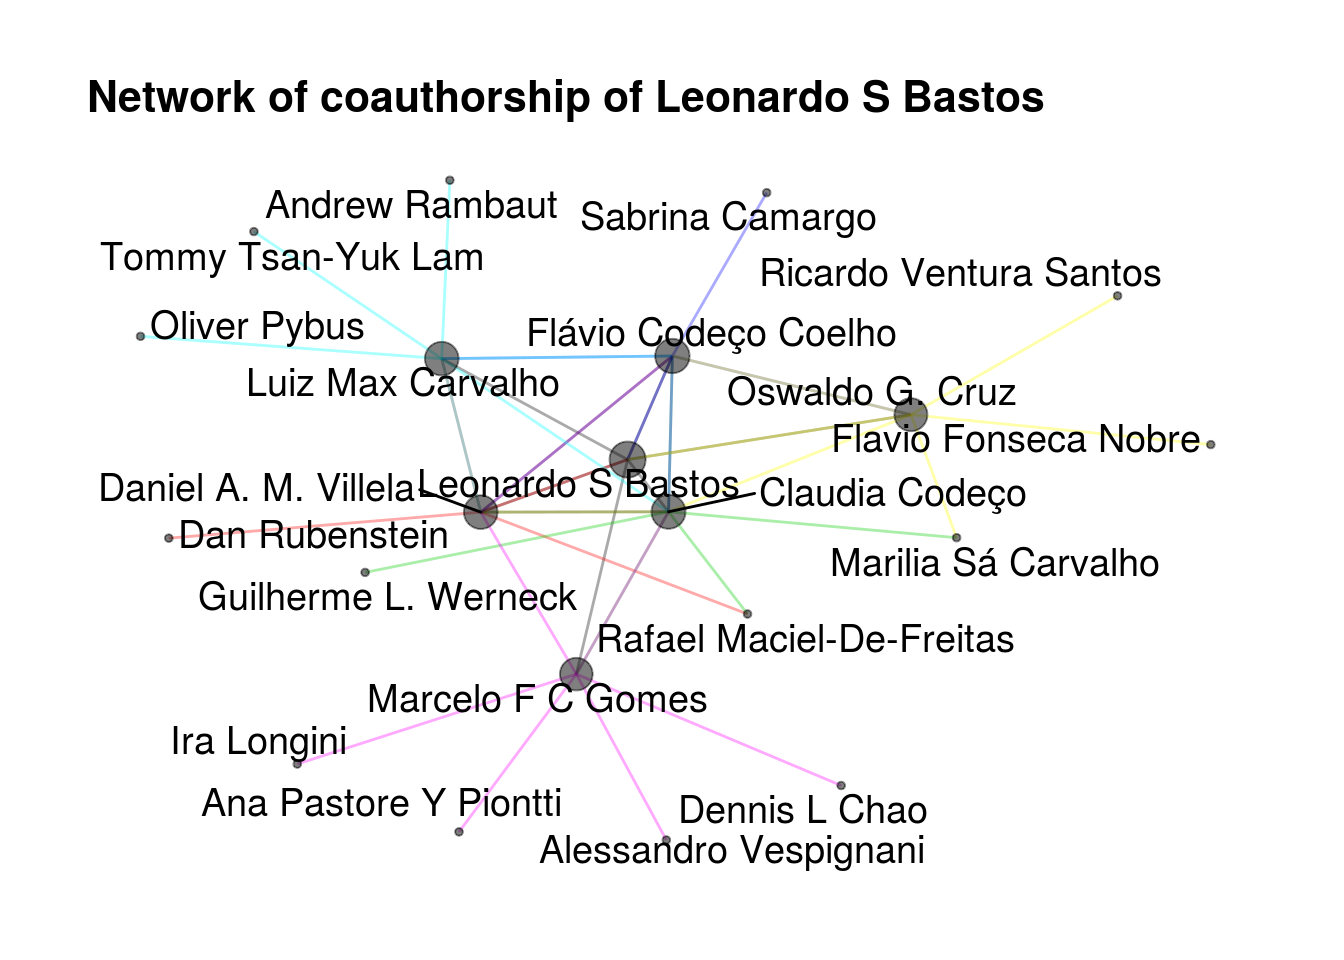 Network of coauthorship of Leonardo S Bastos
Andrew Rambaut
Sabrina Camargo
Tommy Tsan-Yuk Lam
Ricardo Ventura Santos
Oliver Pybus
Flávio Codeço Coelho
Luiz Max Carvalho
Oswaldo G. Cruz
Flavio Fonseca Nobre
Daniel A. M. Villela
Leonardo S Bastos
Claudia Codeço
Dan Rubenstein
Marilia Sá Carvalho
Guilherme L. Werneck
Rafael Maciel-De-Freitas
Marcelo F C Gomes
Ira Longini
Ana Pastore Y Piontti
Dennis L Chao
Alessandro Vespignani